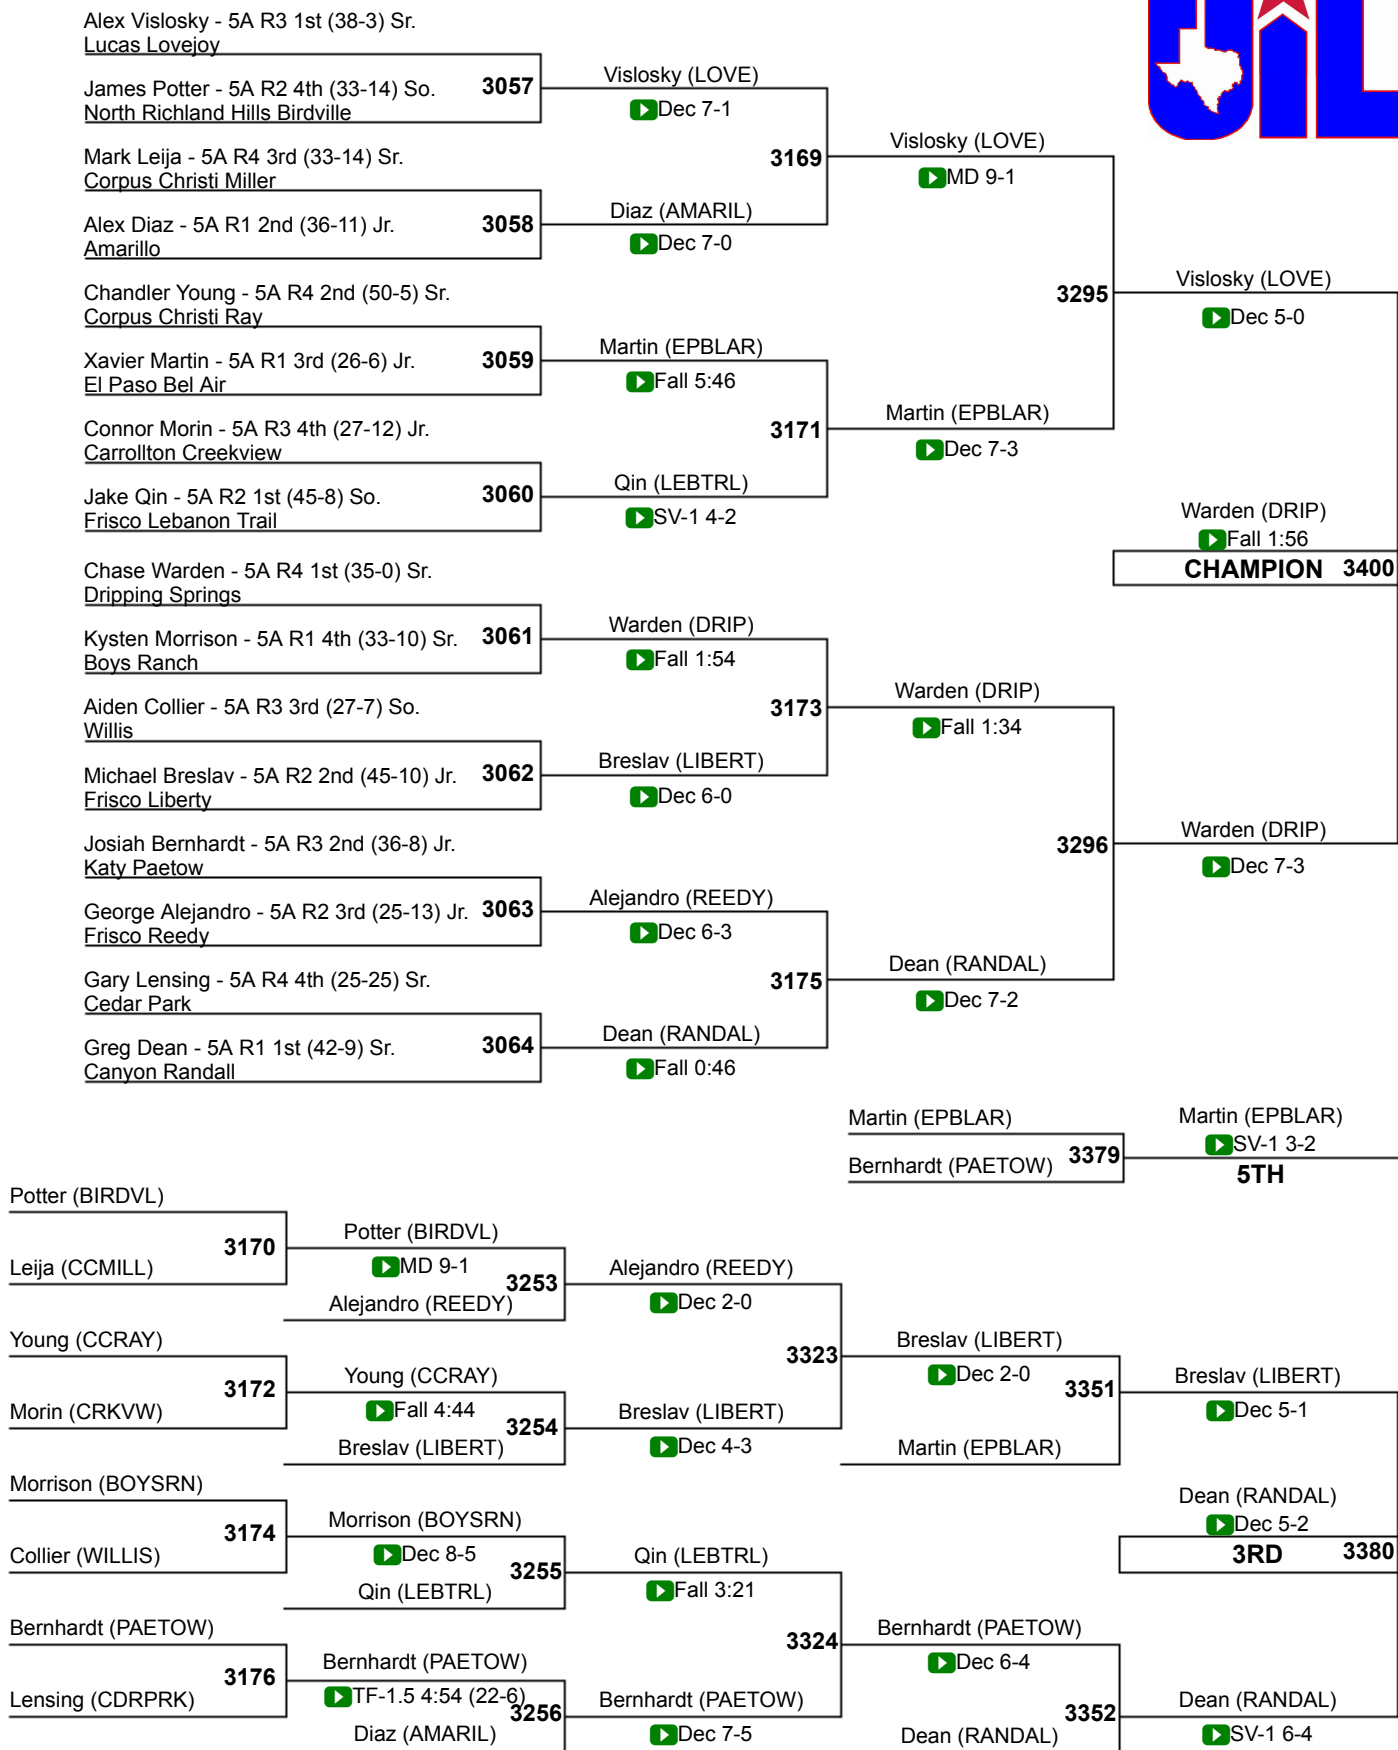 Alex Vislosky - 5A R3 1st (38-3) Sr.
Lucas Lovejoy
James Potter - 5A R2 4th (33-14) So.
North Richland Hills Birdville
3057
Vislosky (LOVE)
Dec 7-1
Mark Leija - 5A R4 3rd (33-14) Sr.
Corpus Christi Miller
Alex Diaz - 5A R1 2nd (36-11) Jr.
Amarillo
3058
Diaz (AMARIL)
Dec 7-0
3169
Vislosky (LOVE)
MD 9-1
Chandler Young - 5A R4 2nd (50-5) Sr.
Corpus Christi Ray
Xavier Martin - 5A R1 3rd (26-6) Jr.
El Paso Bel Air
3059
Martin (EPBLAR)
Fall 5:46
Connor Morin - 5A R3 4th (27-12) Jr.
Carrollton Creekview
Jake Qin - 5A R2 1st (45-8) So.
Frisco Lebanon Trail
3060
Qin (LEBTRL)
SV-1 4-2
3171
Martin (EPBLAR)
Dec 7-3
3295
Vislosky (LOVE)
Dec 5-0
Chase Warden - 5A R4 1st (35-0) Sr.
Dripping Springs
Kysten Morrison - 5A R1 4th (33-10) Sr.
Boys Ranch
3061
Warden (DRIP)
Fall 1:54
Aiden Collier - 5A R3 3rd (27-7) So.
Willis
Michael Breslav - 5A R2 2nd (45-10) Jr.
Frisco Liberty
3062
Breslav (LIBERT)
Dec 6-0
3173
Warden (DRIP)
Fall 1:34
Josiah Bernhardt - 5A R3 2nd (36-8) Jr.
Katy Paetow
George Alejandro - 5A R2 3rd (25-13) Jr.
Frisco Reedy
3063
Alejandro (REEDY)
Dec 6-3
Gary Lensing - 5A R4 4th (25-25) Sr.
Cedar Park
Greg Dean - 5A R1 1st (42-9) Sr.
Canyon Randall
3064
Dean (RANDAL)
Fall 0:46
3175
Dean (RANDAL)
Dec 7-2
3296
Warden (DRIP)
Dec 7-3
Warden (DRIP)
Fall 1:56
CHAMPION 3400
UIL
Martin (EPBLAR)
Bernhardt (PAETOW)
3379
Martin (EPBLAR)
SV-1 3-2
5TH
Potter (BIRDVL)
Leija (CCMILL)
3170
Potter (BIRDVL)
MD 9-1
Alejandro (REEDY)
3253
Alejandro (REEDY)
Dec 2-0
Young (CCRAY)
Morin (CRKVW)
3172
Young (CCRAY)
Fall 4:44
Breslav (LIBERT)
3254
Breslav (LIBERT)
Dec 4-3
3323
Breslav (LIBERT)
Dec 2-0
Martin (EPBLAR)
3351
Breslav (LIBERT)
Dec 5-1
Morrison (BOYSRN)
Collier (WILLIS)
3174
Morrison (BOYSRN)
Dec 8-5
Qin (LEBTRL)
3255
Qin (LEBTRL)
Fall 3:21
Bernhardt (PAETOW)
Lensing (CDRPRK)
3176
Bernhardt (PAETOW)
TF-1.5 4:54 (22-6)
Diaz (AMARIL)
3256
Bernhardt (PAETOW)
Dec 7-5
3324
Bernhardt (PAETOW)
Dec 6-4
Dean (RANDAL)
3352
Dean (RANDAL)
SV-1 6-4
Dean (RANDAL)
Dec 5-2
3RD 3380